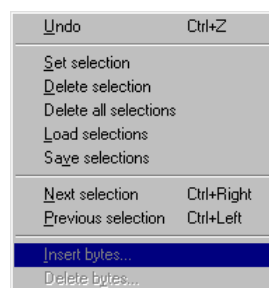 Undo Ctrl+Z
Set selection
Delete selection
Delete all selections
Load selections
Save selections
Next selection Ctrl+Right
Previous selection Ctrl+Left
Insert bytes...
Delete bytes...